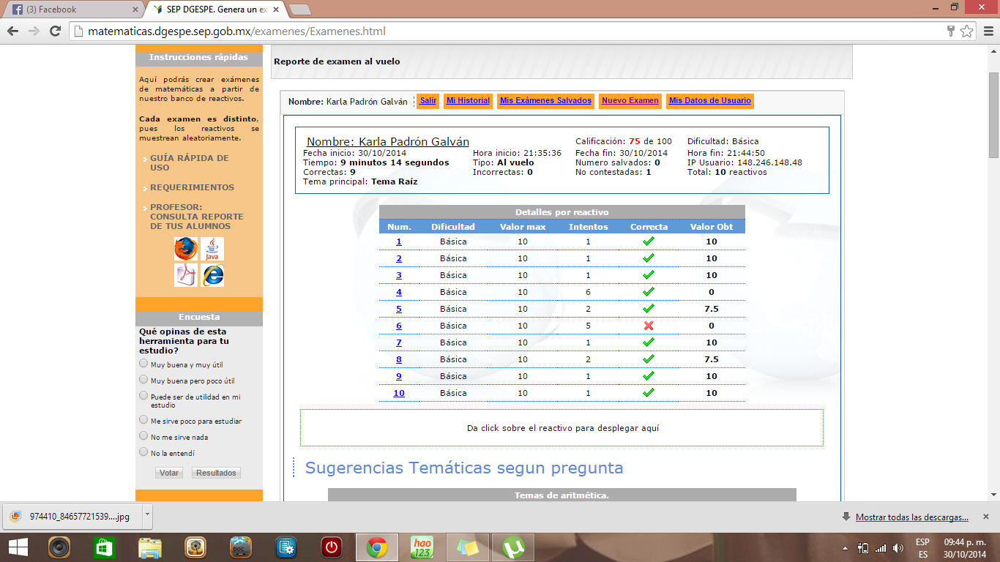 (3) Facebook
SEP DGESPE. Genera un ex
matematicas.dgespe.sep.gob.mx/examenes/Examenes.html
Instrucciones rápidas
Aquí podrás crear exámenes
de matemáticas a partir de
nuestro banco de reactivos.
Cada examen es distinto,
pues los reactivos se
muestrean aleatoriamente.
GUÍA RÁPIDA DE
USO
REQUERIMIENTOS
PROFESOR:
CONSULTA REPORTE
DE TUS ALUMNOS
Java
Encuesta
Qué opinas de esta
herramienta para tu
estudio?
Muy buena y muy útil
Muy buena pero poco útil
Puede ser de utilidad en mi
estudio
Me sirve poco para estudiar
No me sirve nada
No la entendí
Votar Resultados
Reporte de examen al vuelo
Nombre: Karla Padrón Galván Salir Mi Historial Mis Exámenes Salvados Nuevo Examen Mis Datos de Usuario
Nombre: Karla Padrón Galván Calificación: 75 de 100 Dificultad: Básica
Fecha inicio: 30/10/2014 Hora inicio: 21:35:36 Fecha fin: 30/10/2014 Hora fin: 21:44:50
Tiempo: 9 minutos 14 segundos Tipo: Al vuelo Numero salvados: 0 IP Usuario: 148.246.148.48
Correctas: 9 Incorrectas: 0 No contestadas: 1 Total: 10 reactivos
Tema principal: Tema Raíz
Detalles por reactivo
Num. Dificultad Valor max Intentos Correcta Valor Obt
1 Básica 10 1 10
2 Básica 10 1 10
3 Básica 10 1 10
4 Básica 10 6 0
5 Básica 10 2 7.5
6 Básica 10 5 0
7 Básica 10 1 10
8 Básica 10 2 7.5
9 Básica 10 1 10
10 Básica 10 1 10
Da click sobre el reactivo para desplegar aquí
Sugerencias Temáticas segun pregunta
Temas de aritmética.
974410_84657721539....jpg
Mostrar todas las descargas...
DOC
hao
123
ESP
ES
09:44 p. m.
30/10/2014